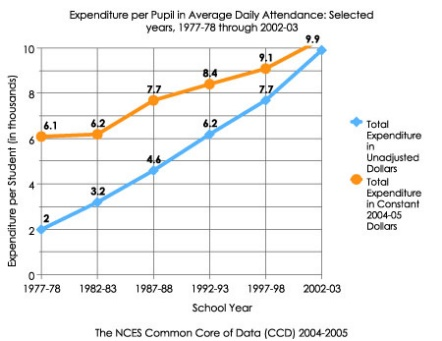 Expenditure per Pupil in Average Daily Attendance: Selected
years, 1977-78 through 2002-03
Expenditure per Student (in thousands)
10
8
6
4
2
0
6.1
6.2
7.7
8.4
9.1
9.9
2
3.2
4.6
6.2
7.7
1977-78 1982-83 1987-88 1992-93 1997-98 2002-03
School Year
Total
Expenditure
in
Unadjusted
Dollars
Total
Expenditure
in Constant
2004-05
Dollars
The NCES Common Core of Data (CCD) 2004-2005